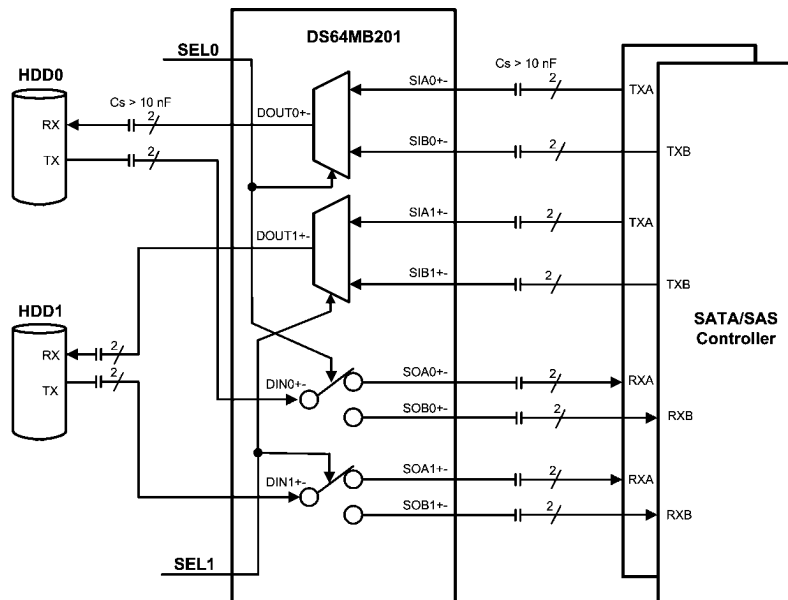 DS64MB201
SEL0
HDD0
Cs > 10 nF
Cs > 10 nF
SIA0+-
2
TXA
RX
2
DOUT0+-
TX
2
SIB0+-
2
TXB
SIA1+-
2
TXA
DOUT1+-
SIB1+-
2
TXB
HDD1
SATA/SAS
Controller
RX
2
TX
2
DIN0+-
SOA0+-
2
RXA
SOB0+-
2
RXB
SOA1+-
2
RXA
DIN1+-
SOB1+-
2
RXB
SEL1